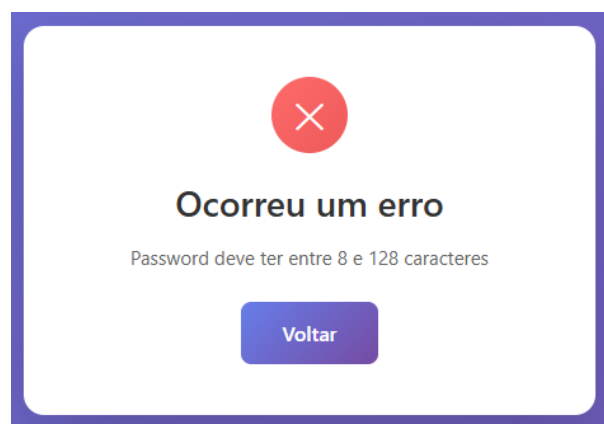 Ocorreu um erro
Password deve ter entre 8 e 128 caracteres
Voltar